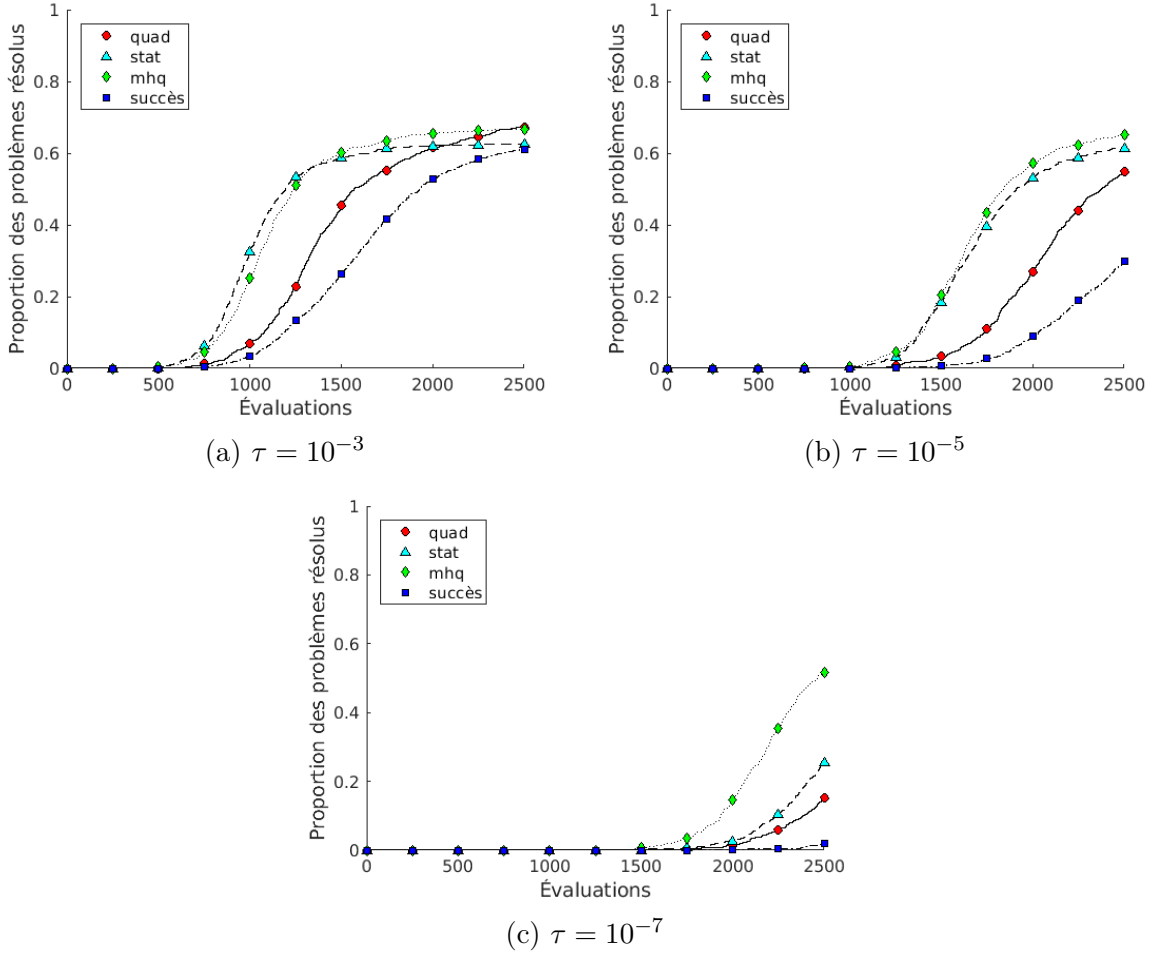 Proportion des problèmes résolus
1
0.8
0.6
0.4
0.2
0
quad
stat
mhq
succès
0 500 1000 1500 2000 2500
Évaluations
(a) τ = 10⁻³
Proportion des problèmes résolus
1
0.8
0.6
0.4
0.2
0
quad
stat
mhq
succès
0 500 1000 1500 2000 2500
Évaluations
(b) τ = 10⁻⁵
Proportion des problèmes résolus
1
0.8
0.6
0.4
0.2
0
quad
stat
mhq
succès
0 500 1000 1500 2000 2500
Évaluations
(c) τ = 10⁻⁷